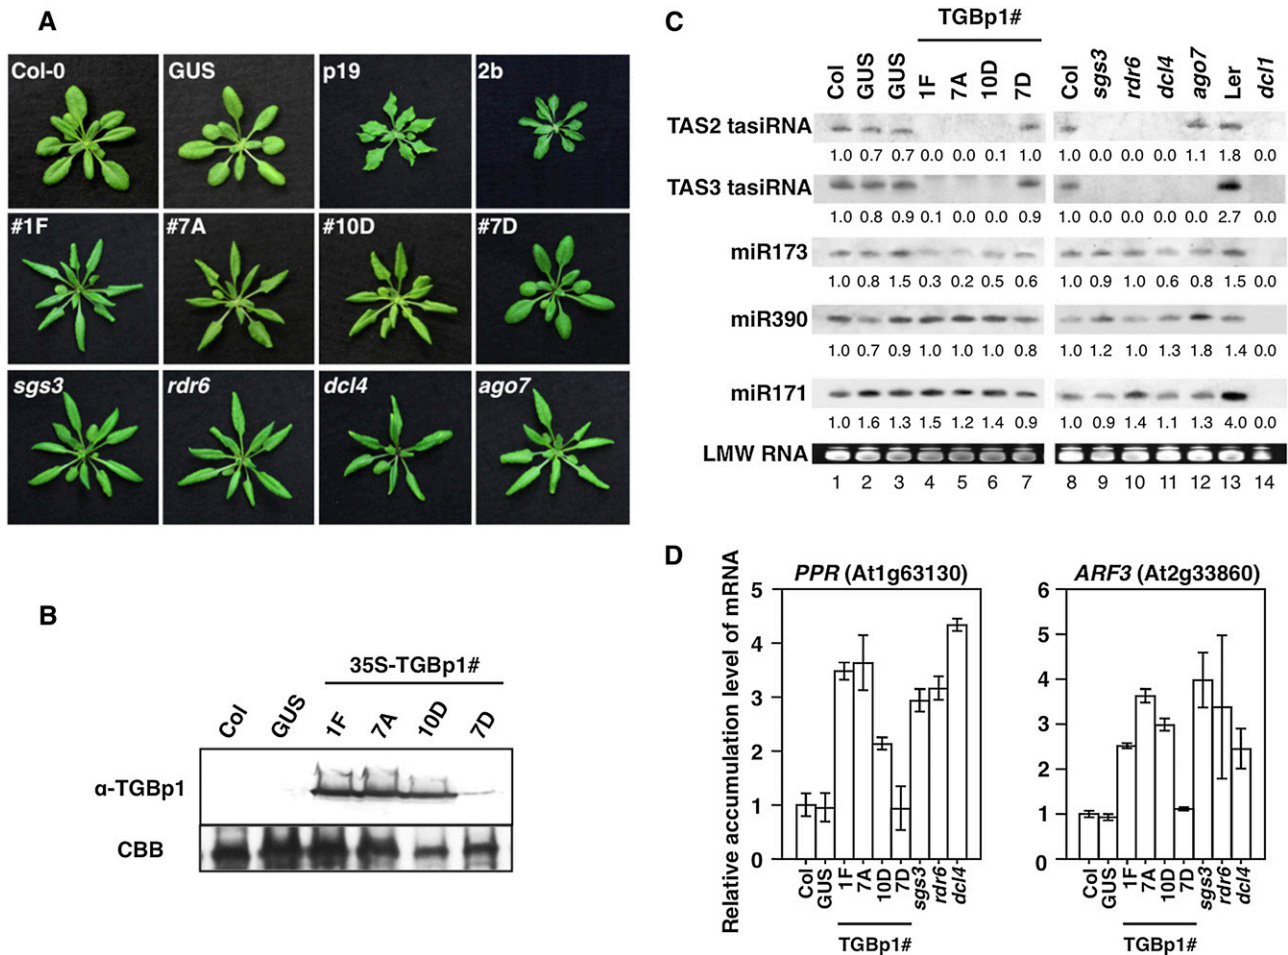 A
Col-0 GUS p19 2b
#1F #7A #10D #7D
sgs3 rdr6 dcl4 ago7
B
35S-TGBp1#
Col GUS 1F 7A 10D 7D
α-TGBp1
CBB
C
TGBp1#
Col GUS GUS 1F 7A 10D 7D Col sgs3 rdr6 dcl4 ago7 Ler dcl1
TAS2 tasiRNA
1.0 0.7 0.7 0.0 0.0 0.1 1.0 1.0 0.0 0.0 0.0 1.1 1.8 0.0
TAS3 tasiRNA
1.0 0.8 0.9 0.1 0.0 0.0 0.9 1.0 0.0 0.0 0.0 0.0 2.7 0.0
miR173
1.0 0.8 1.5 0.3 0.2 0.5 0.6 1.0 0.9 1.0 0.6 0.8 1.5 0.0
miR390
1.0 0.7 0.9 1.0 1.0 1.0 0.8 1.0 1.2 1.0 1.3 1.8 1.4 0.0
miR171
1.0 1.6 1.3 1.5 1.2 1.4 0.9 1.0 0.9 1.4 1.1 1.3 4.0 0.0
LMW RNA
1 2 3 4 5 6 7 8 9 10 11 12 13 14
D
Relative accumulation level of mRNA
PPR (At1g63130)
5
4
3
2
1
0
Col GUS 1F 7A 10D 7D sgs3 rdr6 dcl4
TGBp1#
ARF3 (At2g33860)
6
5
4
3
2
1
0
Col GUS 1F 7A 10D 7D sgs3 rdr6 dcl4
TGBp1#